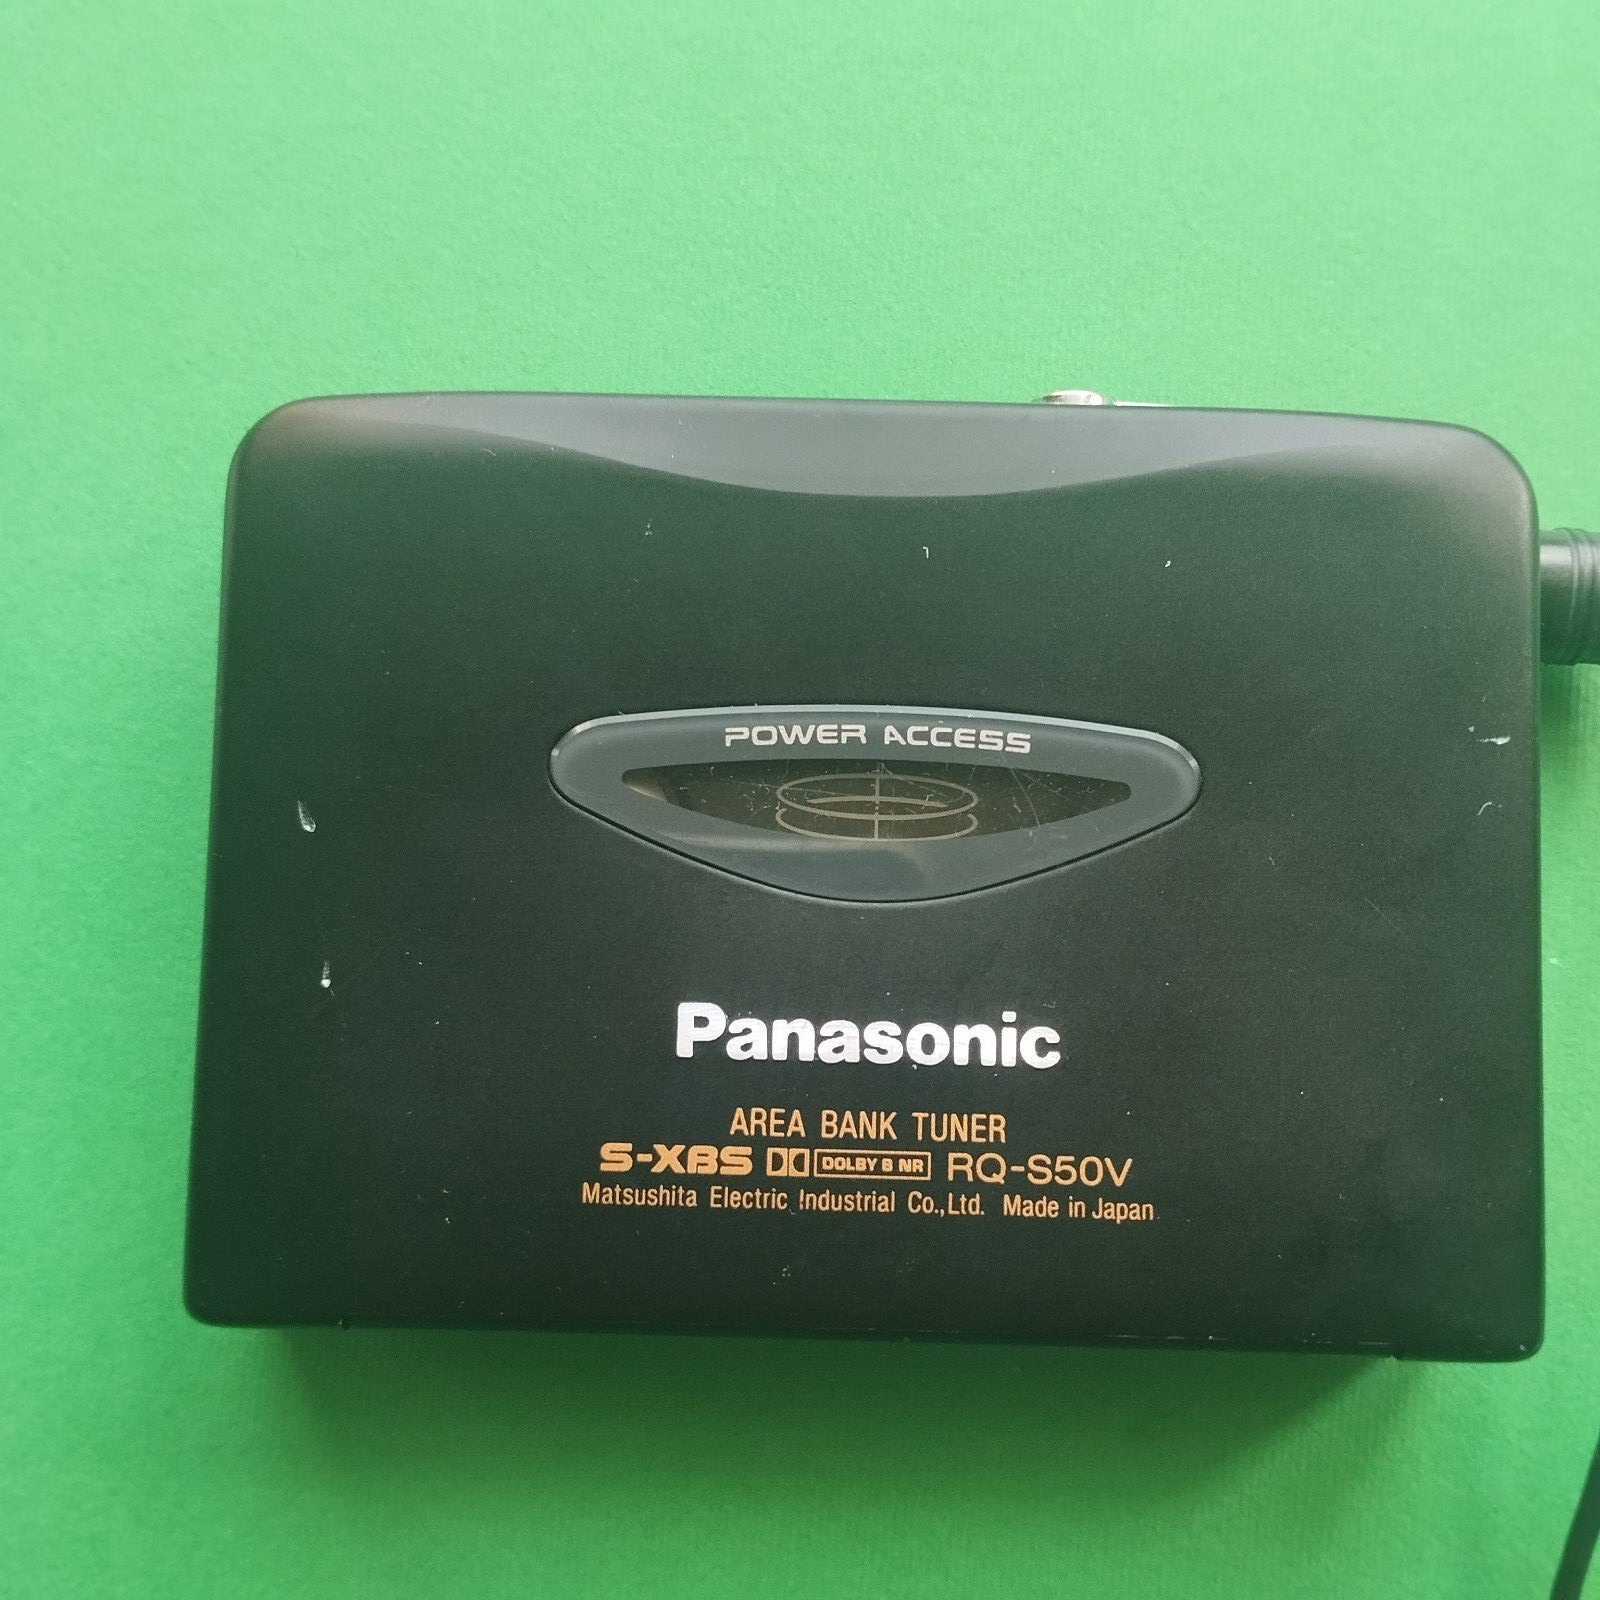 POWER ACCESS
Panasonic
AREA BANK TUNER
S-XBS DOLBY B NR RQ-S50V
Matsushita Electric Industrial Co.,Ltd. Made in Japan